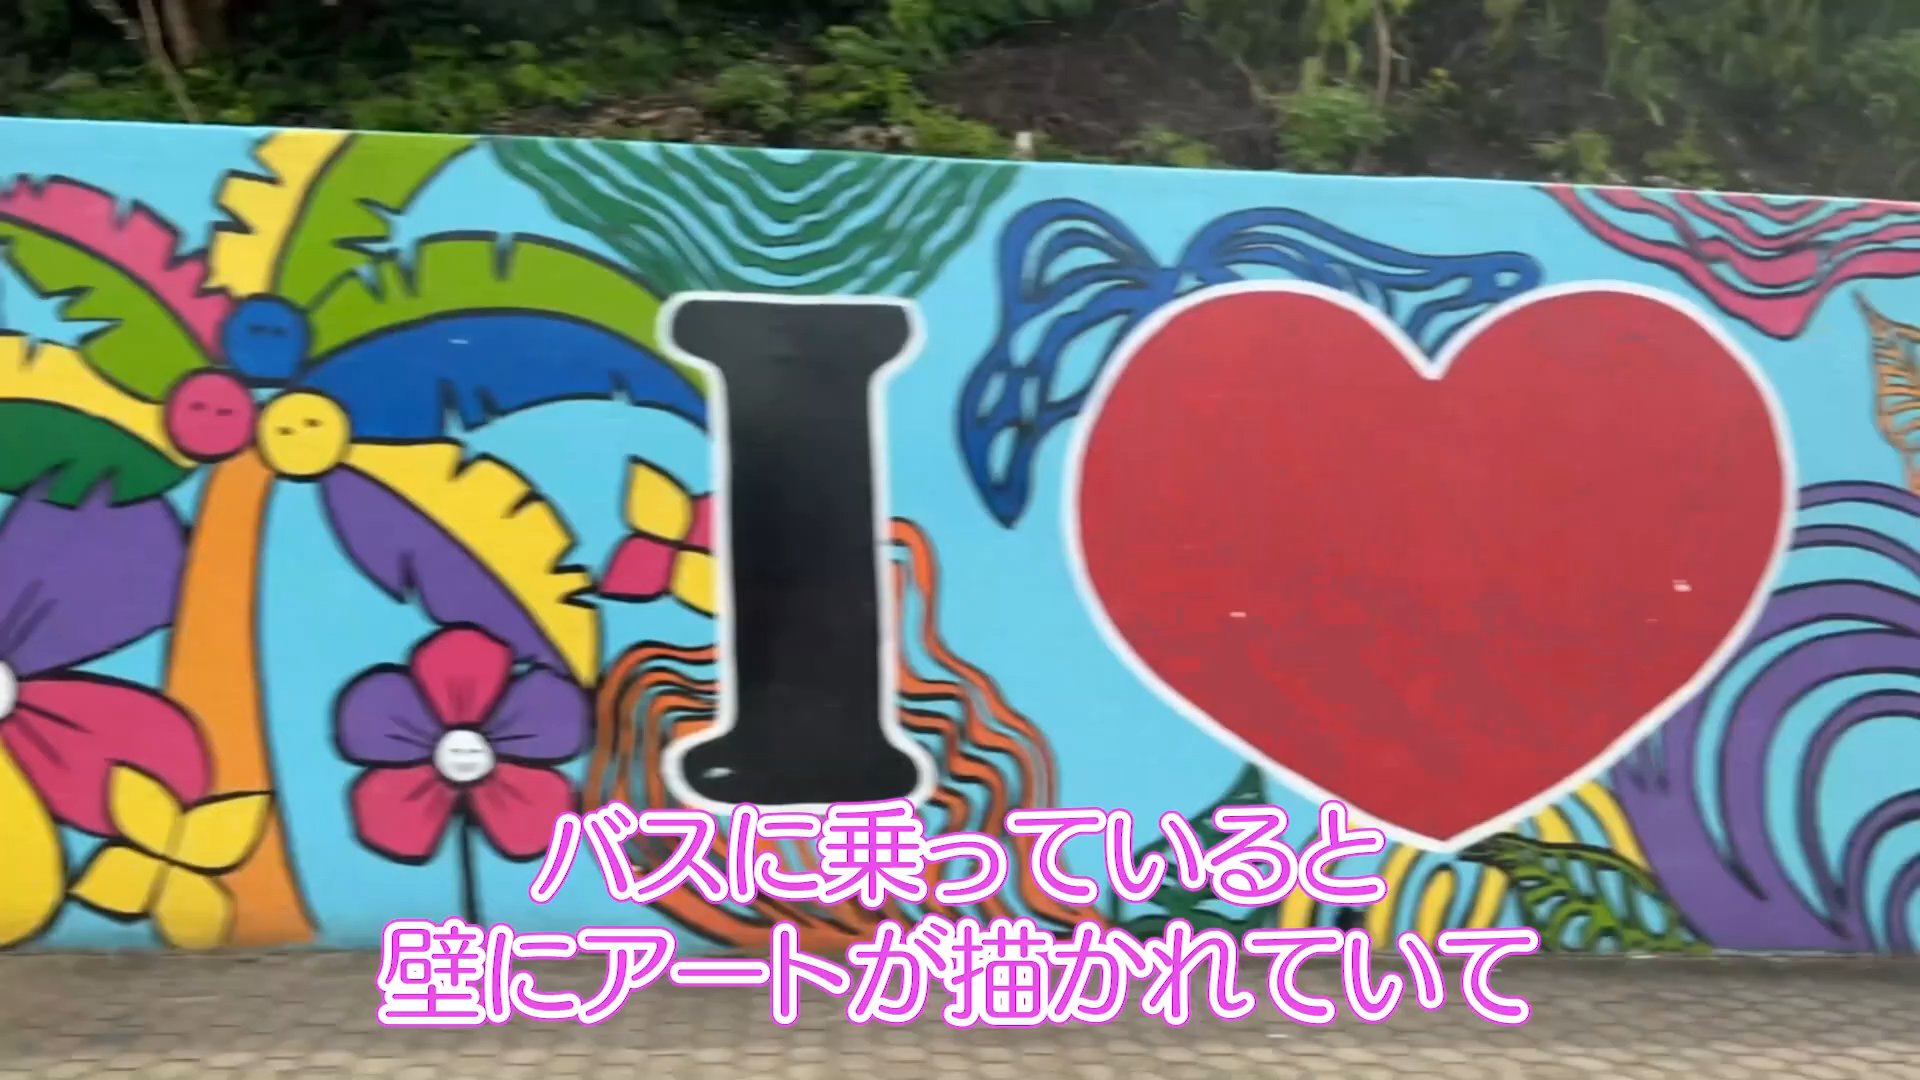 I
バスに乗っていると
壁にアートが描かれていて